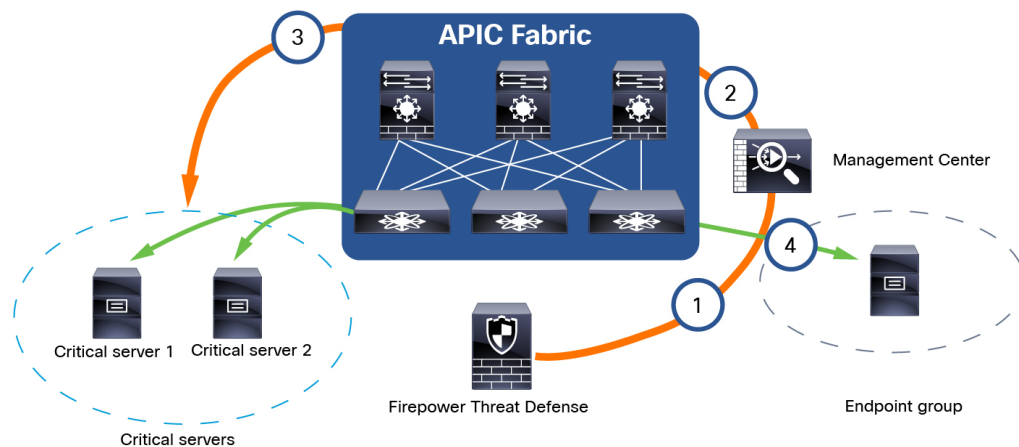 APIC Fabric
3
2
Management Center
4
1
Critical server 1
Critical server 2
Firepower Threat Defense
Endpoint group
Critical servers